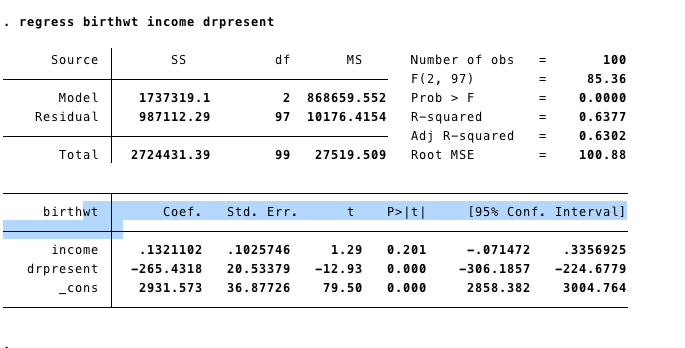 . regress birthwt income drpresent
Source SS df MS Number of obs = 100
F(2, 97) = 85.36
Model 1737319.1 2 868659.552 Prob > F = 0.0000
Residual 987112.29 97 10176.4154 R-squared = 0.6377
Adj R-squared = 0.6302
Total 2724431.39 99 27519.509 Root MSE = 100.88
birthwt Coef. Std. Err. t P>|t| [95% Conf. Interval]
income .1321102 .1025746 1.29 0.201 -.071472 .3356925
drpresent -265.4318 20.53379 -12.93 0.000 -306.1857 -224.6779
_cons 2931.573 36.87726 79.50 0.000 2858.382 3004.764
.